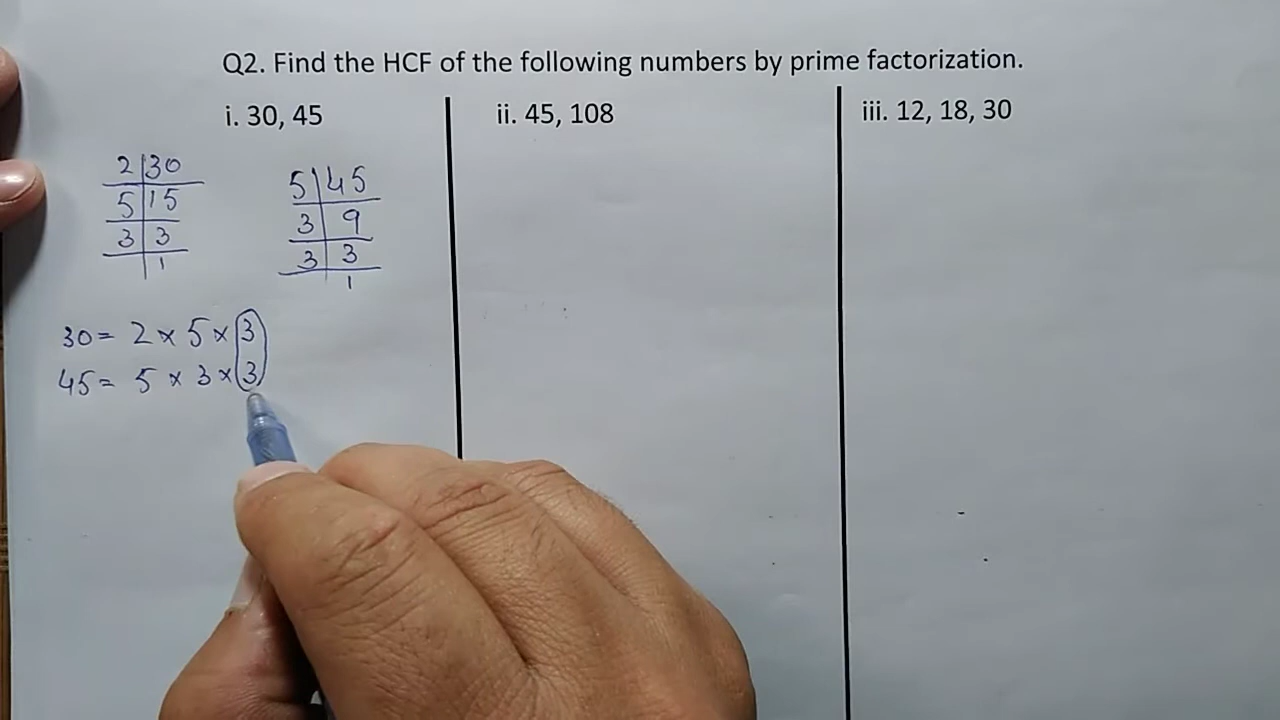 Q2. Find the HCF of the following numbers by prime factorization.
i. 30, 45
2 | 30
5 | 15
3 | 3
1
5 | 45
3 | 9
3 | 3
1
30 = 2 × 5 × 3
45 = 5 × 3 × 3
ii. 45, 108
iii. 12, 18, 30